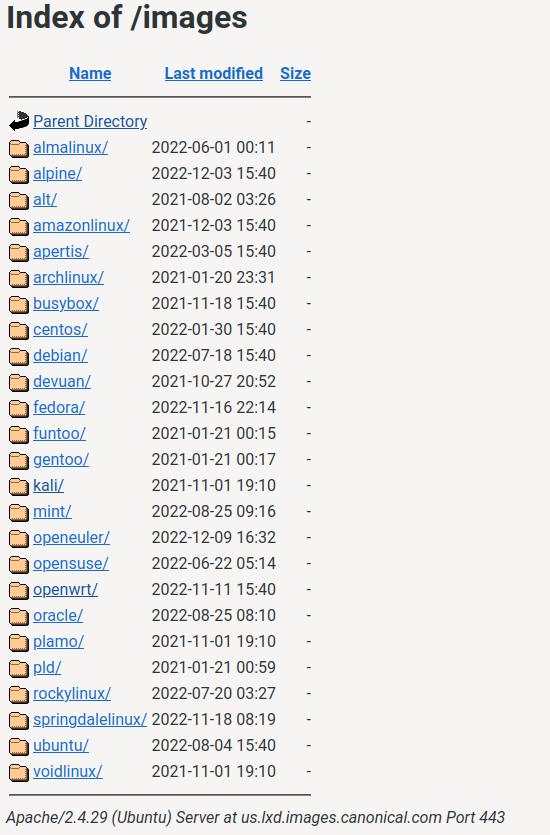 Index of /images
Name Last modified Size
Parent Directory -
almalinux/ 2022-06-01 00:11 -
alpine/ 2022-12-03 15:40 -
alt/ 2021-08-02 03:26 -
amazonlinux/ 2021-12-03 15:40 -
apertis/ 2022-03-05 15:40 -
archlinux/ 2021-01-20 23:31 -
busybox/ 2021-11-18 15:40 -
centos/ 2022-01-30 15:40 -
debian/ 2022-07-18 15:40 -
devuan/ 2021-10-27 20:52 -
fedora/ 2022-11-16 22:14 -
funtoo/ 2021-01-21 00:15 -
gentoo/ 2021-01-21 00:17 -
kali/ 2021-11-01 19:10 -
mint/ 2022-08-25 09:16 -
openeuler/ 2022-12-09 16:32 -
opensuse/ 2022-06-22 05:14 -
openwrt/ 2022-11-11 15:40 -
oracle/ 2022-08-25 08:10 -
plamo/ 2021-11-01 19:10 -
pld/ 2021-01-21 00:59 -
rockylinux/ 2022-07-20 03:27 -
springdalelinux/ 2022-11-18 08:19 -
ubuntu/ 2022-08-04 15:40 -
voidlinux/ 2021-11-01 19:10 -
Apache/2.4.29 (Ubuntu) Server at us.lxd.images.canonical.com Port 443